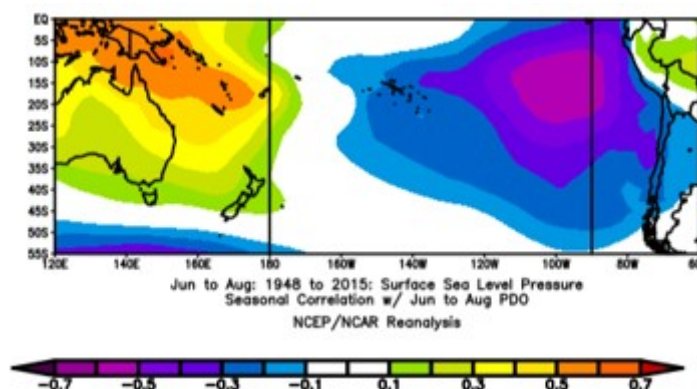 EQ
5S
10S
15S
20S
25S
30S
35S
40S
45S
50S
55S
120E 140E 160E 180 160W 140W 120W 100W 80W
Jun to Aug: 1948 to 2015: Surface Sea Level Pressure
Seasonal Correlation w/ Jun to Aug PDO
NCEP/NCAR Reanalysis
-0.7 -0.5 -0.3 -0.1 0.1 0.3 0.5 0.7